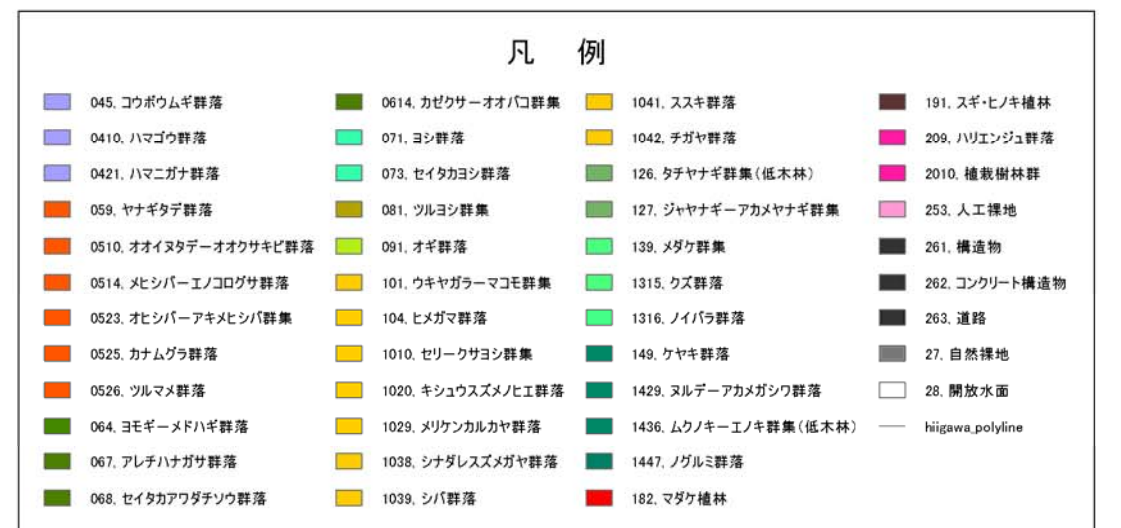 凡 例
045, コウボウムギ群落
0410, ハマゴウ群落
0421, ハマニガナ群落
059, ヤナギタデ群落
0510, オオイヌタデーオオクサキビ群落
0514, メヒシバーエノコログサ群落
0523, オヒシバーアキメヒシバ群集
0525, カナムグラ群落
0526, ツルマメ群落
064, ヨモギーメドハギ群落
067, アレチハナガサ群落
068, セイタカアワダチソウ群落
0614, カゼクサーオオバコ群集
071, ヨシ群落
073, セイタカヨシ群落
081, ツルヨシ群集
091, オギ群落
101, ウキヤガラーマコモ群集
104, ヒメガマ群落
1010, セリークサヨシ群集
1020, キシュウスズメノヒエ群落
1029, メリケンカルカヤ群落
1038, シナダレスズメガヤ群落
1039, シバ群落
1041, ススキ群落
1042, チガヤ群落
126, タチヤナギ群集(低木林)
127, ジャヤナギーアカメヤナギ群集
139, メダケ群集
1315, クズ群落
1316, ノイバラ群落
149, ケヤキ群落
1429, ヌルデーアカメガシワ群落
1436, ムクノキーエノキ群集(低木林)
1447, ノグルミ群落
182, マダケ植林
191, スギ・ヒノキ植林
209, ハリエンジュ群落
2010, 植栽樹林群
253, 人工裸地
261, 構造物
262, コンクリート構造物
263, 道路
27, 自然裸地
28, 開放水面
hiigawa_polyline